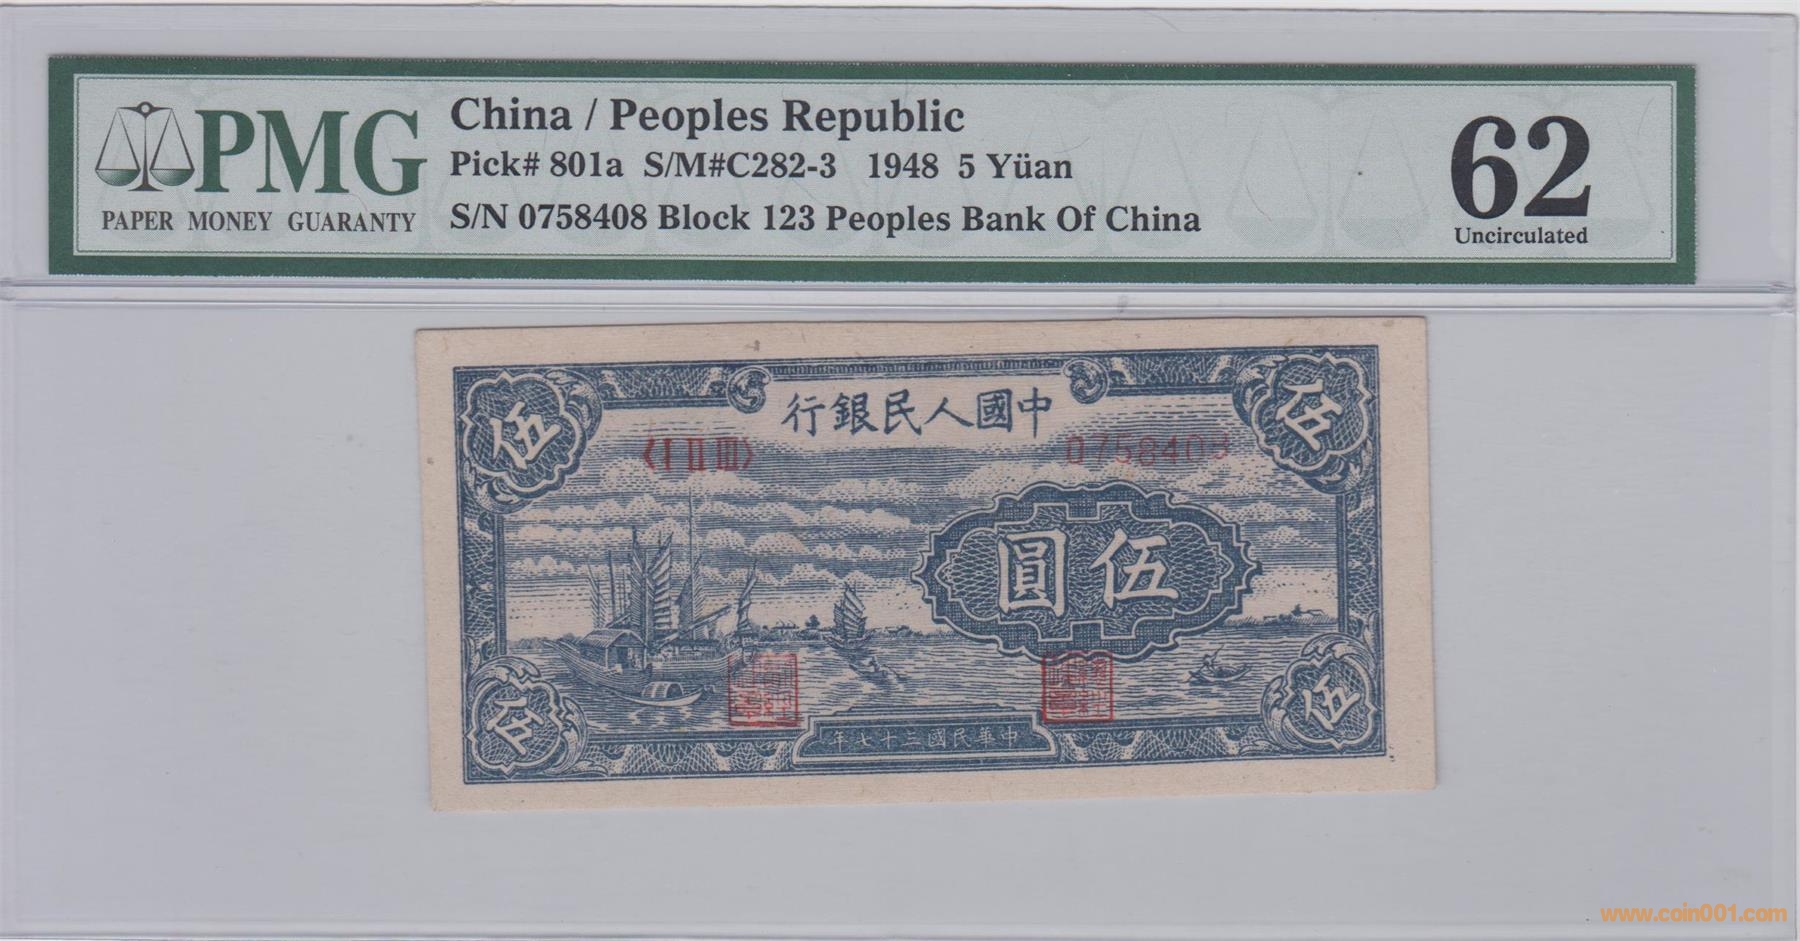 PMG
PAPER MONEY GUARANTY
China / Peoples Republic
Pick# 801a S/M#C282-3 1948 5 Yüan
S/N 0758408 Block 123 Peoples Bank Of China
62
Uncirculated
伍
行銀民人國中
伍
〈I II III〉
0758408
圓伍
伍
年七十三國民華中
伍
www.coin001.com